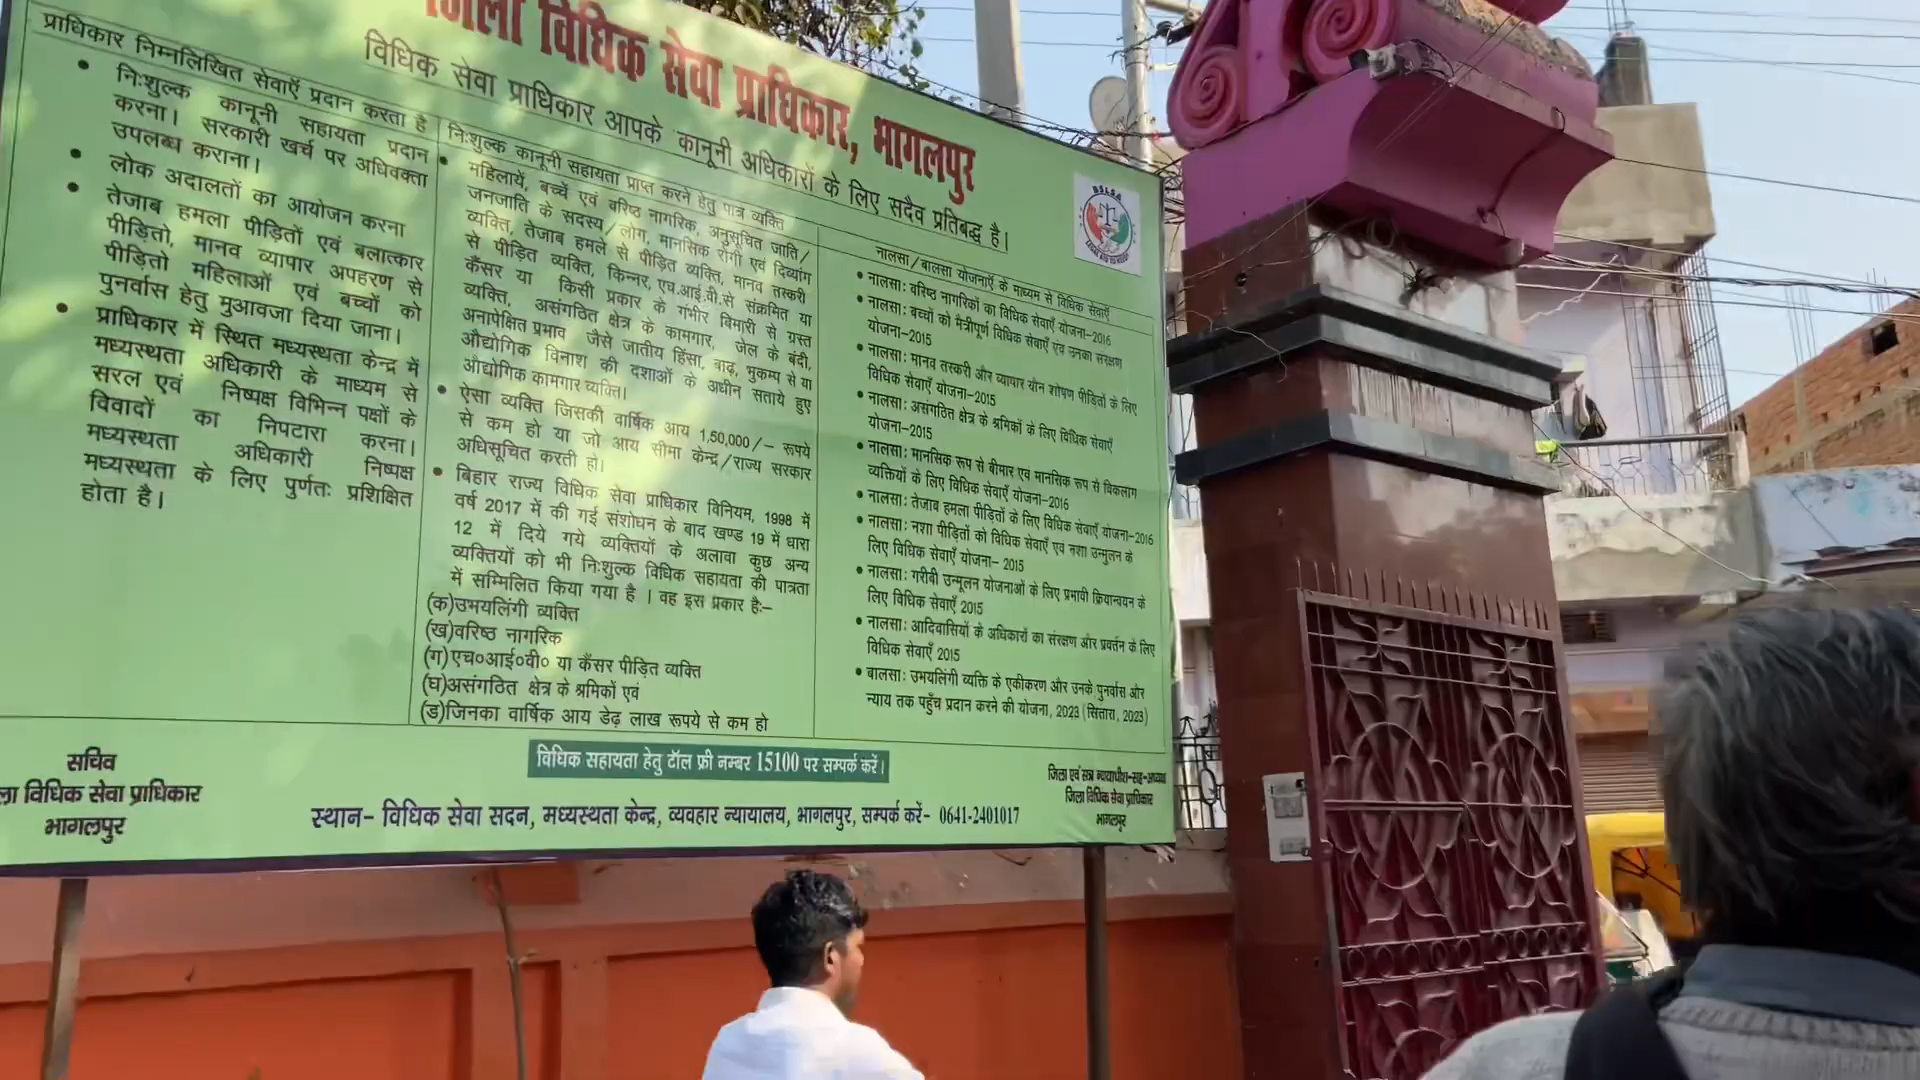 जिला विधिक सेवा प्राधिकार, भागलपुर
विधिक सेवा प्राधिकार आपके कानूनी अधिकारों के लिए सदैव प्रतिबद्ध है।
प्राधिकार निम्नलिखित सेवाएँ प्रदान करता है
• निःशुल्क कानूनी सहायता प्रदान
करना। सरकारी खर्च पर अधिवक्ता
उपलब्ध कराना।
• लोक अदालतों का आयोजन करना
• तेजाब हमला पीड़ितों एवं बलात्कार
पीड़ितो, मानव व्यापार अपहरण से
पीड़ितो महिलाओं एवं बच्चों को
पुनर्वास हेतु मुआवजा दिया जाना।
• प्राधिकार में स्थित मध्यस्थता केन्द्र में
मध्यस्थता अधिकारी के माध्यम से
सरल एवं निष्पक्ष विभिन्न पक्षों के
विवादों का निपटारा करना।
मध्यस्थता अधिकारी निष्पक्ष
मध्यस्थता के लिए पुर्णतः प्रशिक्षित
होता है।
निःशुल्क कानूनी सहायता प्राप्त करने हेतु पात्र व्यक्ति
• महिलायें, बच्चें एवं वरिष्ठ नागरिक, अनुसूचित जाति/
जनजाति के सदस्य/लोग, मानसिक रोगी एवं दिव्यांग
व्यक्ति, तेजाब हमले से पीड़ित व्यक्ति, मानव तस्करी
से पीड़ित व्यक्ति, किन्नर, एच.आई.वी.से संक्रमित या
कैंसर या किसी प्रकार के गंभीर बिमारी से ग्रस्त
व्यक्ति, असंगठित क्षेत्र के कामगार, जेल के बंदी,
अनापेक्षित प्रभाव जैसे जातीय हिंसा, बाढ़, भुकम्प से या
औद्योगिक विनाश की दशाओं के अधीन सताये हुए
औद्योगिक कामगार व्यक्ति।
• ऐसा व्यक्ति जिसकी वार्षिक आय 1,50,000/– रूपये
से कम हो या जो आय सीमा केन्द्र/राज्य सरकार
अधिसूचित करती हो।
• बिहार राज्य विधिक सेवा प्राधिकार विनियम, 1998 में
वर्ष 2017 में की गई संशोधन के बाद खण्ड 19 में धारा
12 में दिये गये व्यक्तियों के अलावा कुछ अन्य
व्यक्तियों को भी निःशुल्क विधिक सहायता की पात्रता
में सम्मिलित किया गया है । वह इस प्रकार हैः–
(क)उभयलिंगी व्यक्ति
(ख)वरिष्ठ नागरिक
(ग)एच०आई०वी० या कैंसर पीड़ित व्यक्ति
(घ)असंगठित क्षेत्र के श्रमिकों एवं
(ड)जिनका वार्षिक आय डेढ़ लाख रूपये से कम हो
नालसा/बालसा योजनाएँ के माध्यम से विधिक सेवाएँ
• नालसा: वरिष्ठ नागरिकों का विधिक सेवाएँ योजना–2016
• नालसा: बच्चों को मैत्रीपूर्ण विधिक सेवाएँ एवं उनका संरक्षण
योजना–2015
• नालसा: मानव तस्करी और व्यापार यौन शोषण पीड़ितों के लिए
विधिक सेवाएँ योजना–2015
• नालसा: असंगठित क्षेत्र के श्रमिकों के लिए विधिक सेवाएँ
योजना–2015
• नालसा: मानसिक रूप से बीमार एवं मानसिक रूप से विकलांग
व्यक्तियों के लिए विधिक सेवाएँ योजना–2016
• नालसा: तेजाब हमला पीड़ितों के लिए विधिक सेवाएँ योजना–2016
• नालसा: नशा पीड़ितों को विधिक सेवाएँ एवं नशा उन्मुलन के
लिए विधिक सेवाएँ योजना– 2015
• नालसा: गरीबी उन्मूलन योजनाओं के लिए प्रभावी क्रियान्वयन के
लिए विधिक सेवाएँ 2015
• नालसा: आदिवासियों के अधिकारों का संरक्षण और प्रवर्तन के लिए
विधिक सेवाएँ 2015
• बालसा: उभयलिंगी व्यक्ति के एकीकरण और उनके पुनर्वास और
न्याय तक पहुँच प्रदान करने की योजना, 2023 (सितारा, 2023)
BSLSA
सचिव
ला विधिक सेवा प्राधिकार
भागलपुर
विधिक सहायता हेतु टॉल फ्री नम्बर 15100 पर सम्पर्क करें।
स्थान– विधिक सेवा सदन, मध्यस्थता केन्द्र, व्यवहार न्यायालय, भागलपुर, सम्पर्क करें– 0641-2401017
जिला एवं सत्र न्यायाधीश–सह–अध्यक्ष
जिला विधिक सेवा प्राधिकार
भागलपुर